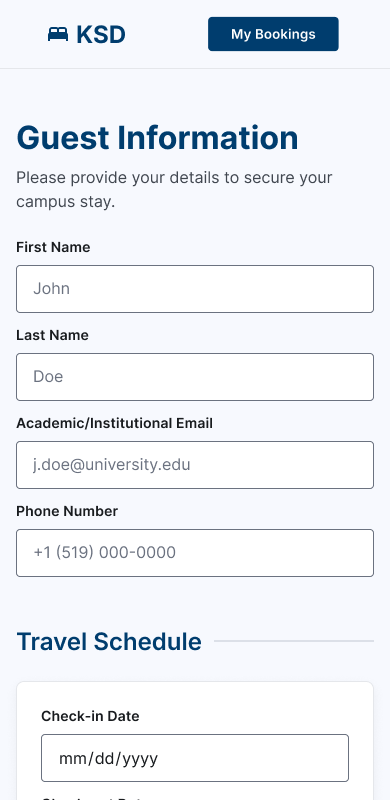 KSD
My Bookings
Guest Information
Please provide your details to secure your
campus stay.
First Name
John
Last Name
Doe
Academic/Institutional Email
j.doe@university.edu
Phone Number
+1 (519) 000-0000
Travel Schedule
Check-in Date
mm/dd/yyyy